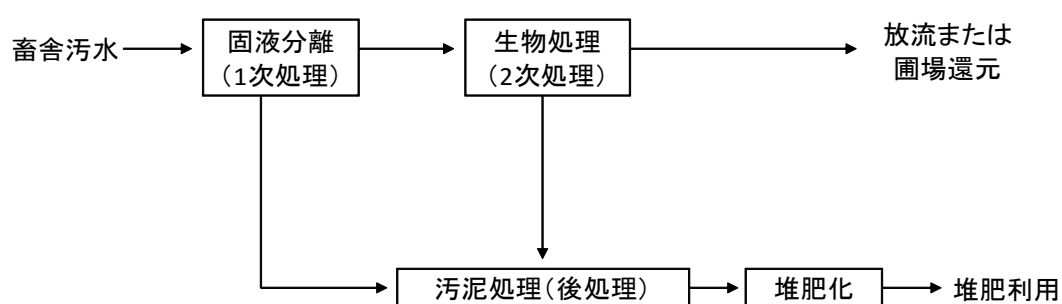 畜舎汚水
固液分離
（1次処理）
生物処理
（2次処理）
放流または
圃場還元
汚泥処理（後処理）
堆肥化
堆肥利用